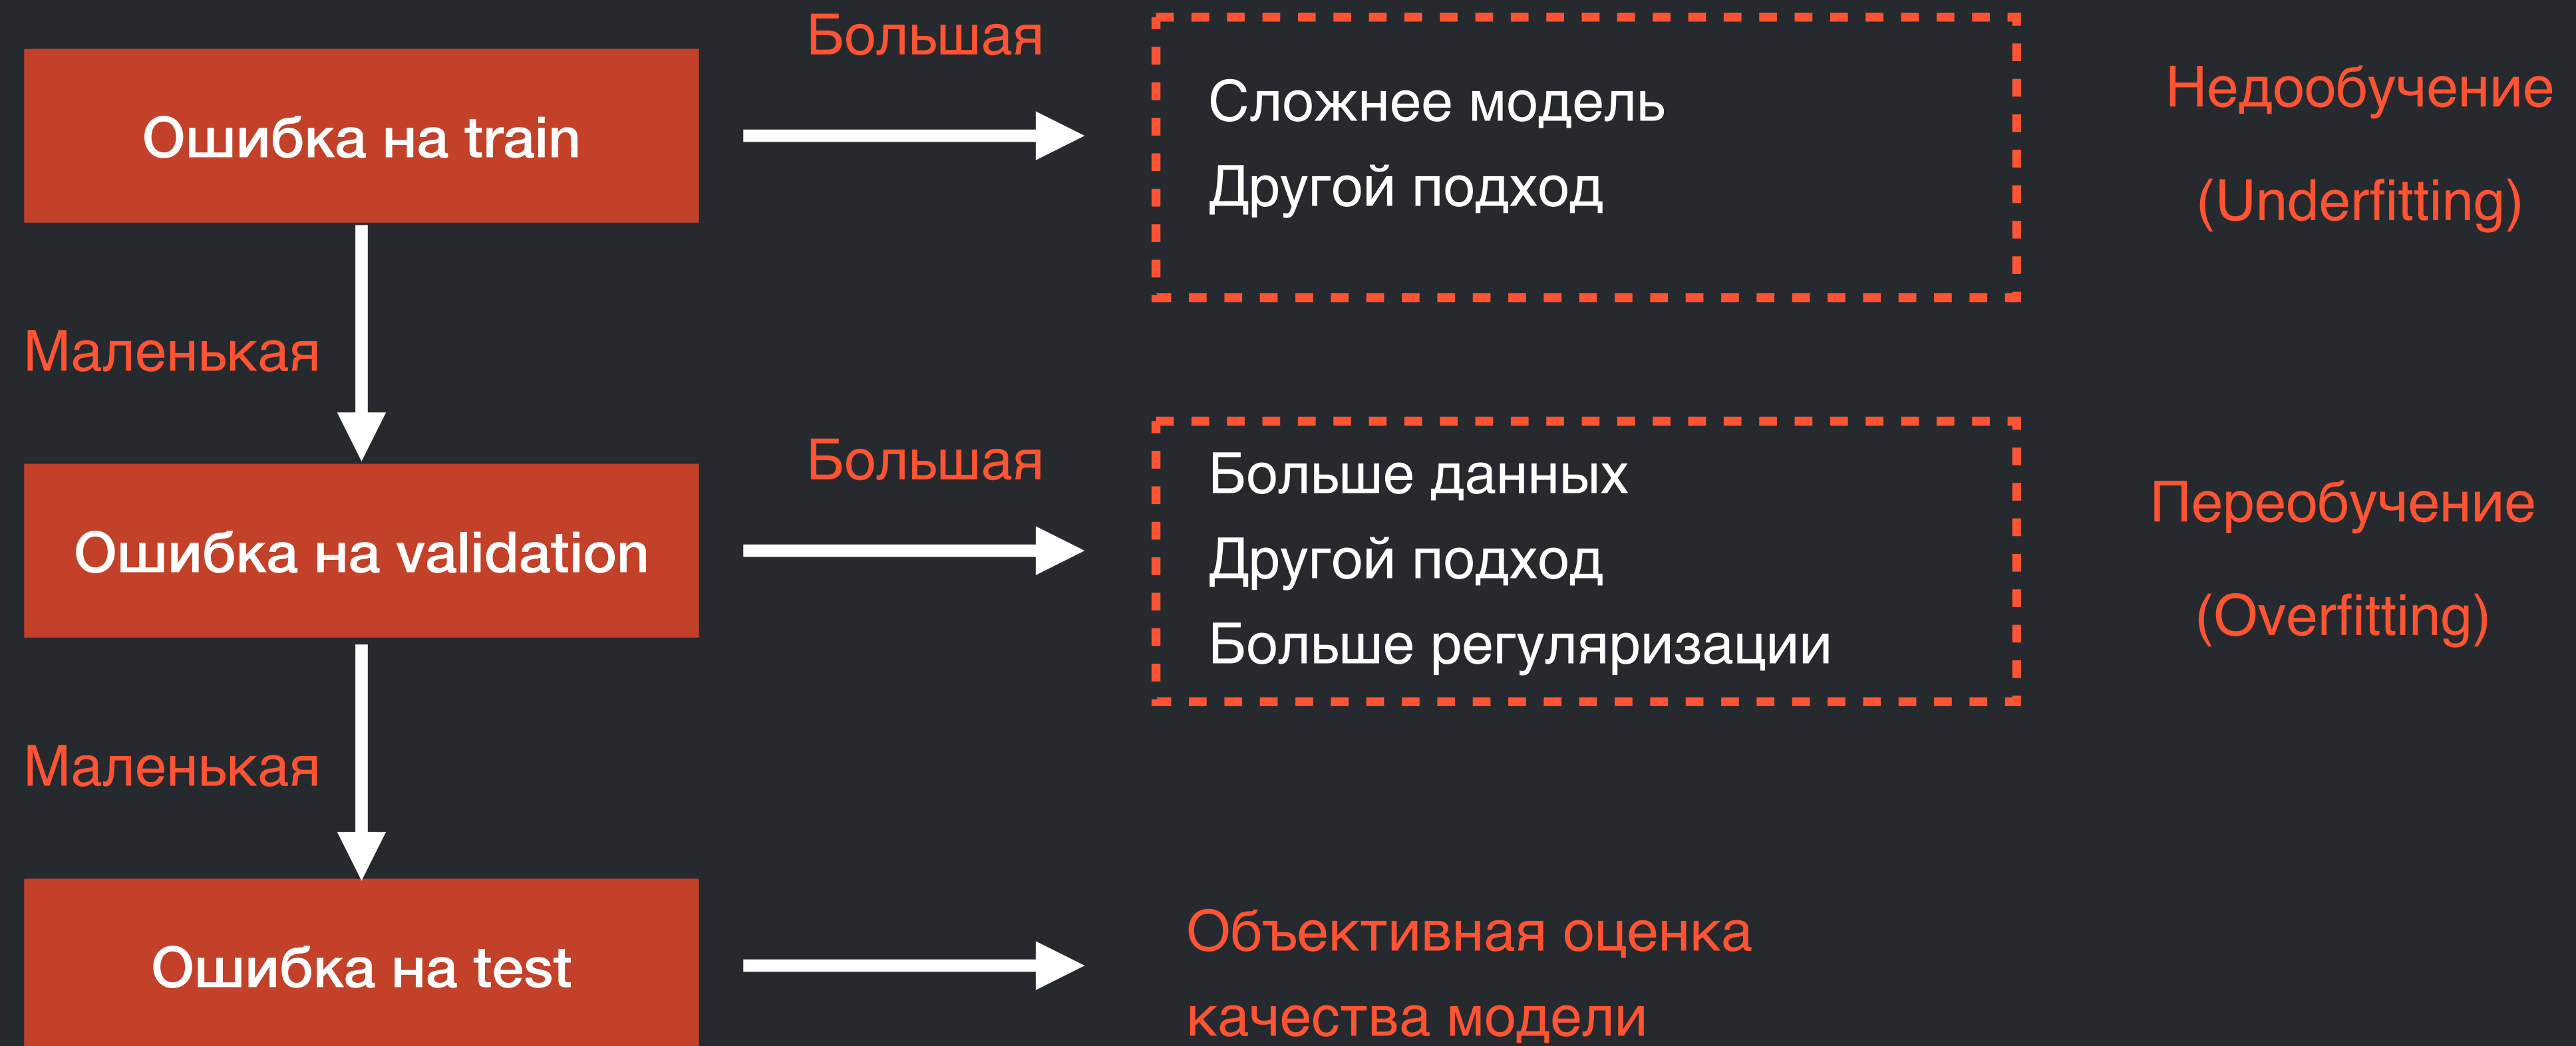 Большая
Ошибка на train
Сложнее модель
Другой подход
Недообучение
(Underfitting)
Маленькая
Большая
Ошибка на validation
Больше данных
Другой подход
Больше регуляризации
Переобучение
(Overfitting)
Маленькая
Ошибка на test
Объективная оценка
качества модели